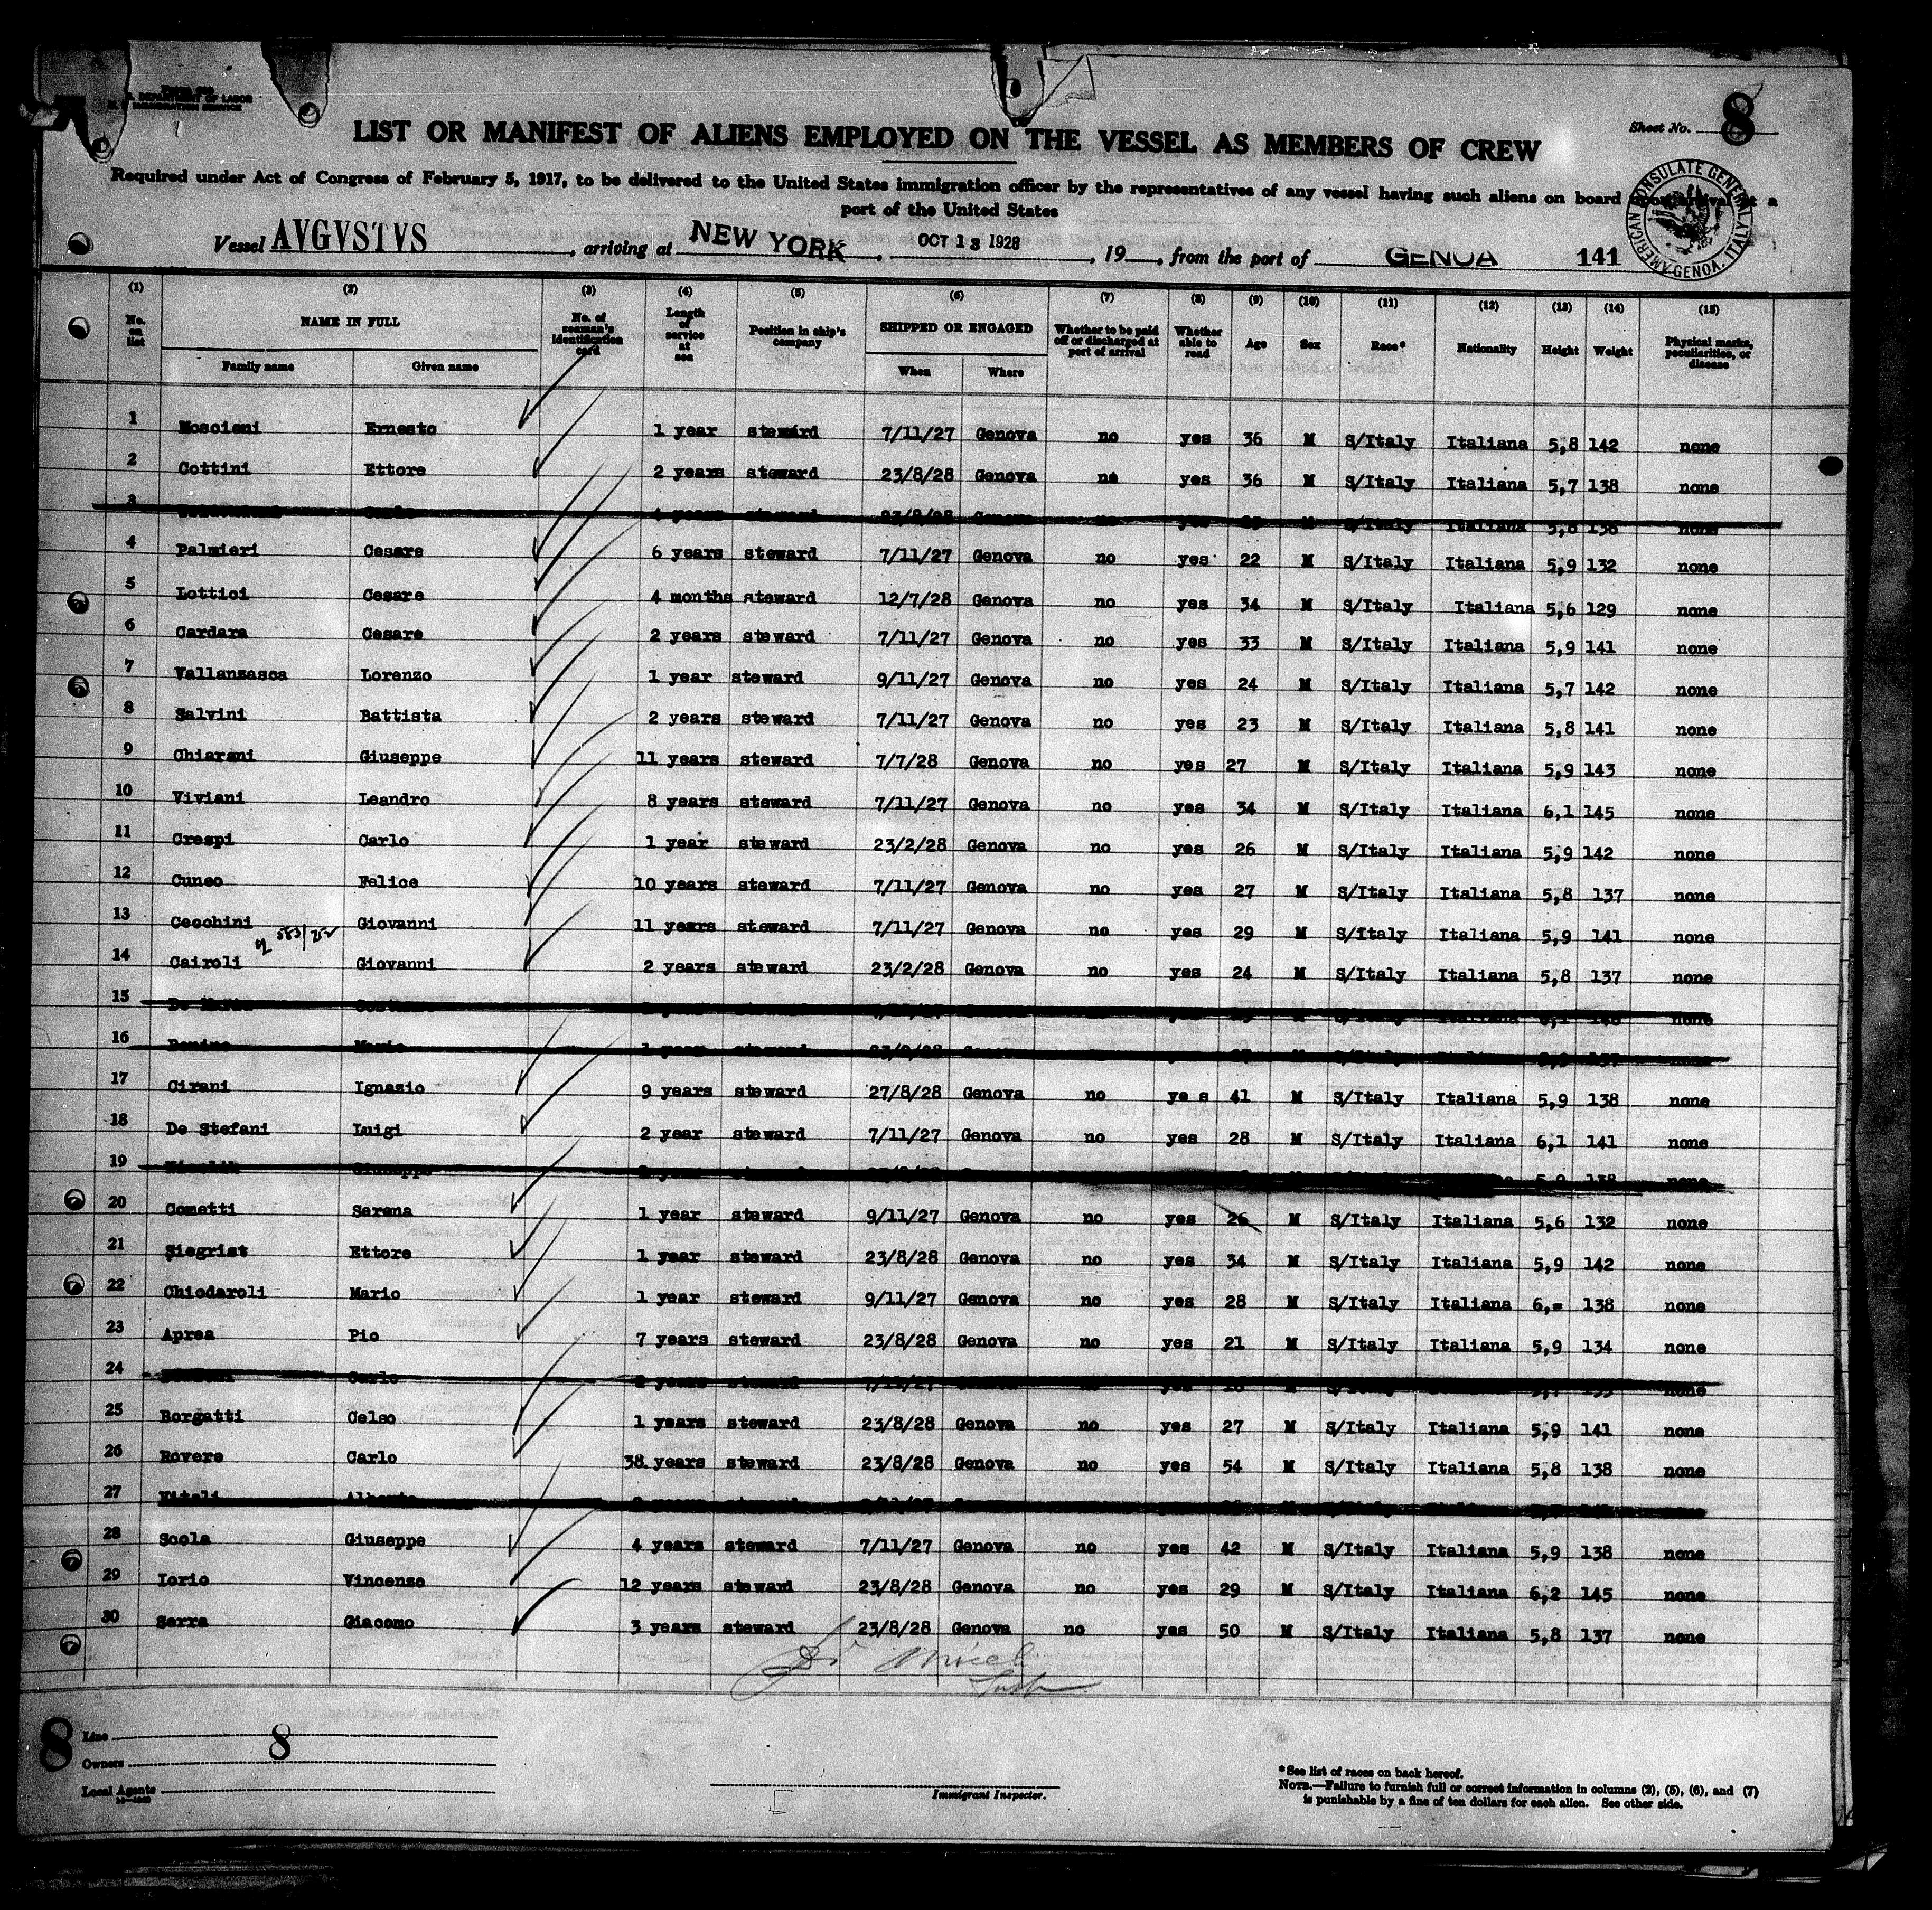 U. S. DEPARTMENT OF LABOR
IMMIGRATION SERVICE
Sheet No. 8
LIST OR MANIFEST OF ALIENS EMPLOYED ON THE VESSEL AS MEMBERS OF CREW
Required under Act of Congress of February 5, 1917, to be delivered to the United States immigration officer by the representatives of any vessel having such aliens on board upon arrival at a
port of the United States
AMERICAN CONSULATE GENERAL GENOA, ITALY
Vessel AVGVSTVS, arriving at NEW YORK, OCT 13 1928, 19, from the port of GENOA 141
(1) (2) (3) (4) (5) (6) (7) (8) (9) (10) (11) (12) (13) (14) (15)
No. on list NAME IN FULL No. of seaman's identification card Length of service at sea Position in ship's company SHIPPED OR ENGAGED Whether to be paid off or discharged at port of arrival Whether able to read Age Sex Race* Nationality Height Weight Physical marks, peculiarities, or disease
Family name Given name When Where
1 Moscieni Ernesto 1 year steward 7/11/27 Genova no yes 36 M S/Italy Italiana 5,8 142 none
2 Cottini Ettore 2 years steward 23/8/28 Genova no yes 36 M S/Italy Italiana 5,7 138 none
3
4 Palmieri Cesare 6 years steward 7/11/27 Genova no yes 22 M S/Italy Italiana 5,9 132 none
5 Lottici Cesare 4 months steward 12/7/28 Genova no yes 34 M S/Italy Italiana 5,6 129 none
6 Cardara Cesare 2 years steward 7/11/27 Genova no yes 33 M S/Italy Italiana 5,9 141 none
7 Vallanzasca Lorenzo 1 year steward 9/11/27 Genova no yes 24 M S/Italy Italiana 5,7 142 none
8 Salvini Battista 2 years steward 7/11/27 Genova no yes 23 M S/Italy Italiana 5,8 141 none
9 Chiarani Giuseppe 11 years steward 7/7/28 Genova no yes 27 M S/Italy Italiana 5,9 143 none
10 Viviani Leandro 8 years steward 7/11/27 Genova no yes 34 M S/Italy Italiana 6,1 145 none
11 Crespi Carlo 1 year steward 23/2/28 Genova no yes 26 M S/Italy Italiana 5,9 142 none
12 Cuneo Felice 10 years steward 7/11/27 Genova no yes 27 M S/Italy Italiana 5,8 137 none
13 Cecchini Giovanni 11 years steward 7/11/27 Genova no yes 29 M S/Italy Italiana 5,9 141 none
14 Cairoli Giovanni 2 years steward 23/2/28 Genova no yes 24 M S/Italy Italiana 5,8 137 none
15 De none
16
17 Cirani Ignazio 9 years steward 27/8/28 Genova no ye s 41 M S/Italy Italiana 5,9 138 none
18 De Stefani Luigi 2 year steward 7/11/27 Genova no yes 28 M S/Italy Italiana 6,1 141 none
19 Giuseppe
20 Cometti Serena 1 year steward 9/11/27 Genova no yes 26 M S/Italy Italiana 5,6 132 none
21 Siegrist Ettore 1 year steward 23/8/28 Genova no yes 34 M S/Italy Italiana 5,9 142 none
22 Chiodaroli Mario 1 year steward 9/11/27 Genova no yes 28 M S/Italy Italiana 6,= 138 none
23 Aprea Pio 7 years steward 23/8/28 Genova no yes 21 M S/Italy Italiana 5,9 134 none
24 Carlo
25 Borgatti Celso 1 years steward 23/8/28 Genova no yes 27 M S/Italy Italiana 5,9 141 none
26 Rovere Carlo 38 years steward 23/8/28 Genova no yes 54 M S/Italy Italiana 5,8 138 none
27
28 Scola Giuseppe 4 years steward 7/11/27 Genova no yes 42 M S/Italy Italiana 5,9 138 none
29 Iorio Vincenzo 12 years steward 23/8/28 Genova no yes 29 M S/Italy Italiana 6,2 145 none
30 Serra Giacomo 3 years steward 23/8/28 Genova no yes 50 M S/Italy Italiana 5,8 137 none
8 Line 8
Owners
Local Agents
Immigrant Inspector.
* See list of races on back hereof.
NOTE.—Failure to furnish full or correct information in columns (2), (5), (6), and (7)
is punishable by a fine of ten dollars for each alien. See other side.